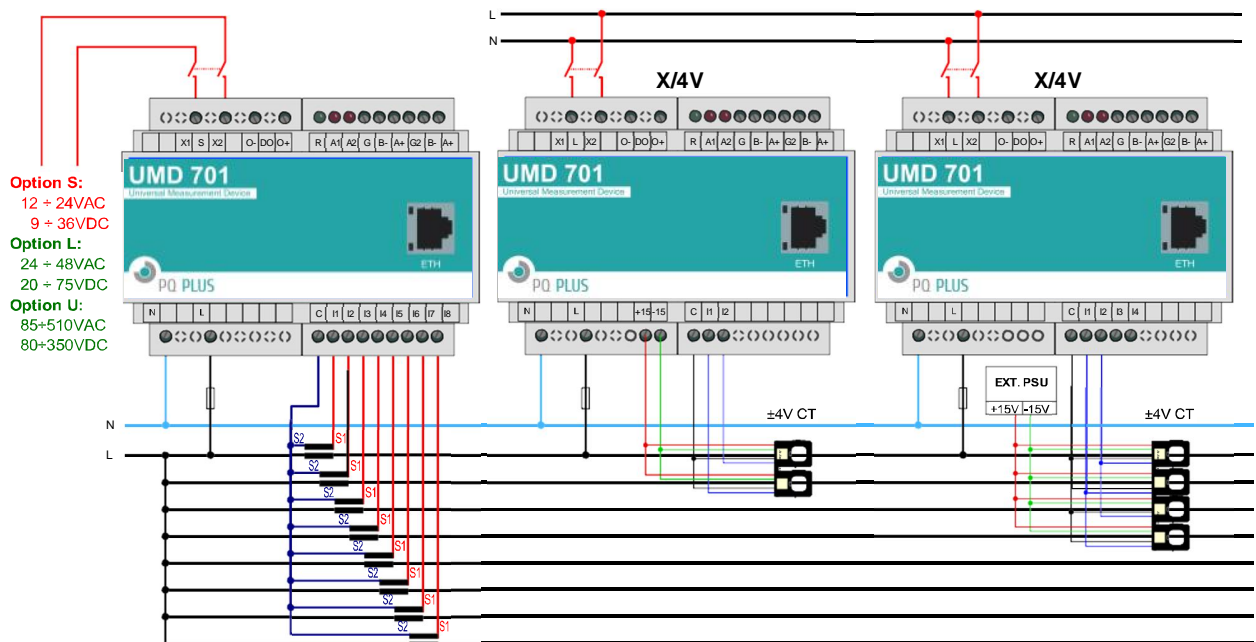 L
N
X/4V
X/4V
X1 S X2 O- DO O+ R A1 A2 G B- A+ G2 B- A+
X1 L X2 O- DO O+ R A1 A2 G B- A+ G2 B- A+
X1 L X2 O- DO O+ R A1 A2 G B- A+ G2 B- A+
UMD 701
Universal Measurement Device
ETH
PQ PLUS
UMD 701
Universal Measurement Device
ETH
PQ PLUS
UMD 701
Universal Measurement Device
ETH
PQ PLUS
Option S:
12 ÷ 24VAC
9 ÷ 36VDC
Option L:
24 ÷ 48VAC
20 ÷ 75VDC
Option U:
85÷510VAC
80÷350VDC
N L C I1 I2 I3 I4 I5 I6 I7 I8
N L +15 -15 C I1 I2
N L C I1 I2 I3 I4
EXT. PSU
+15V -15V
±4V CT
±4V CT
N
L
S2 S1
S2 S1
S2 S1
S2 S1
S2 S1
S2 S1
S2 S1
S2 S1